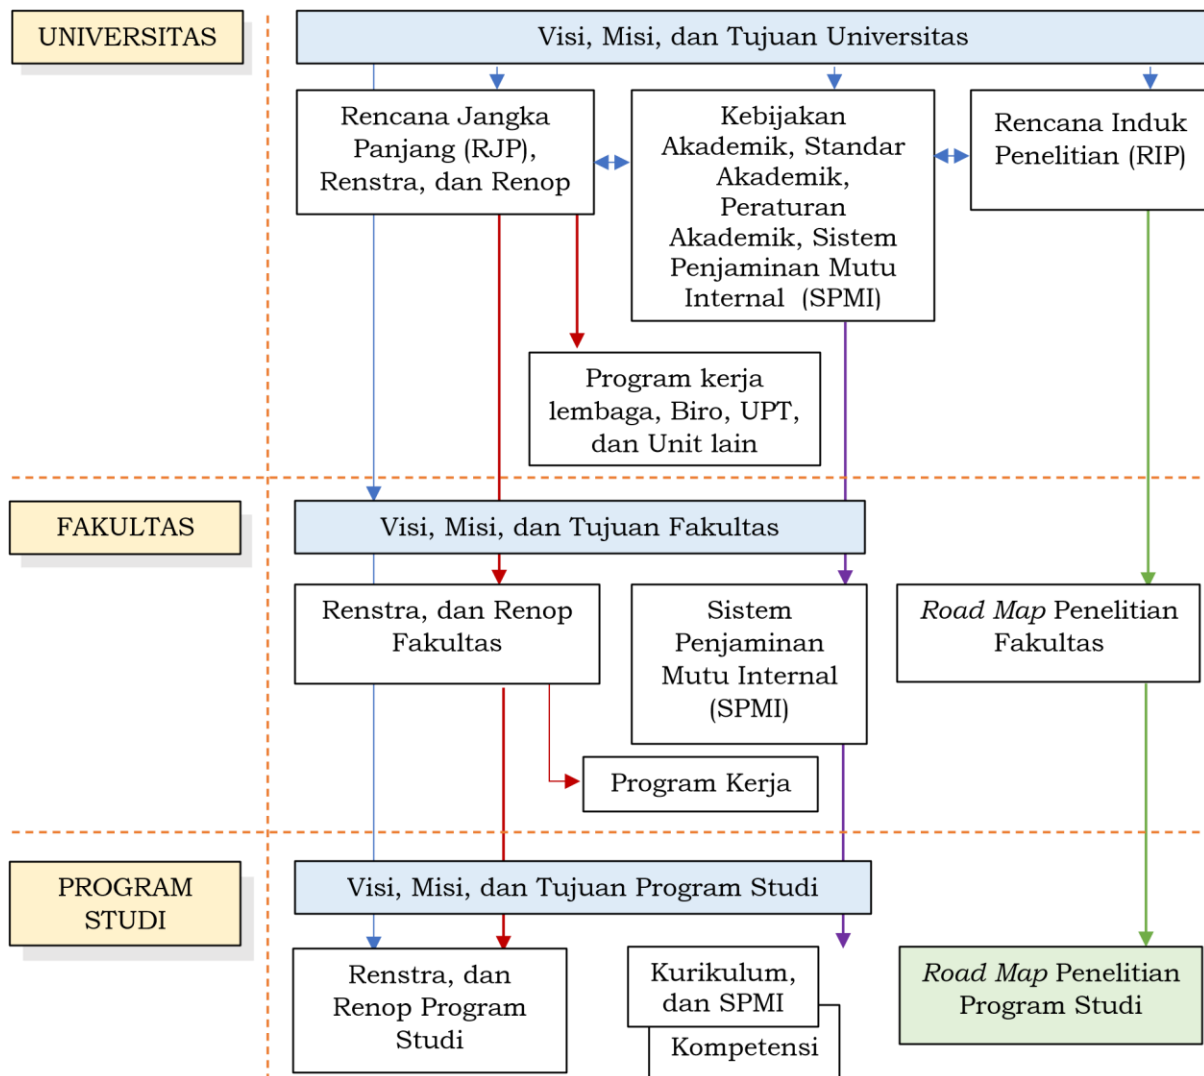 UNIVERSITAS
Visi, Misi, dan Tujuan Universitas
Rencana Jangka
Panjang (RJP),
Renstra, dan Renop
Kebijakan
Akademik, Standar
Akademik,
Peraturan
Akademik, Sistem
Penjaminan Mutu
Internal (SPMI)
Rencana Induk
Penelitian (RIP)
Program kerja
lembaga, Biro, UPT,
dan Unit lain
FAKULTAS
Visi, Misi, dan Tujuan Fakultas
Renstra, dan Renop
Fakultas
Sistem
Penjaminan
Mutu Internal
(SPMI)
Road Map Penelitian
Fakultas
Program Kerja
PROGRAM
STUDI
Visi, Misi, dan Tujuan Program Studi
Renstra, dan
Renop Program
Studi
Kurikulum,
dan SPMI
Kompetensi
Road Map Penelitian
Program Studi